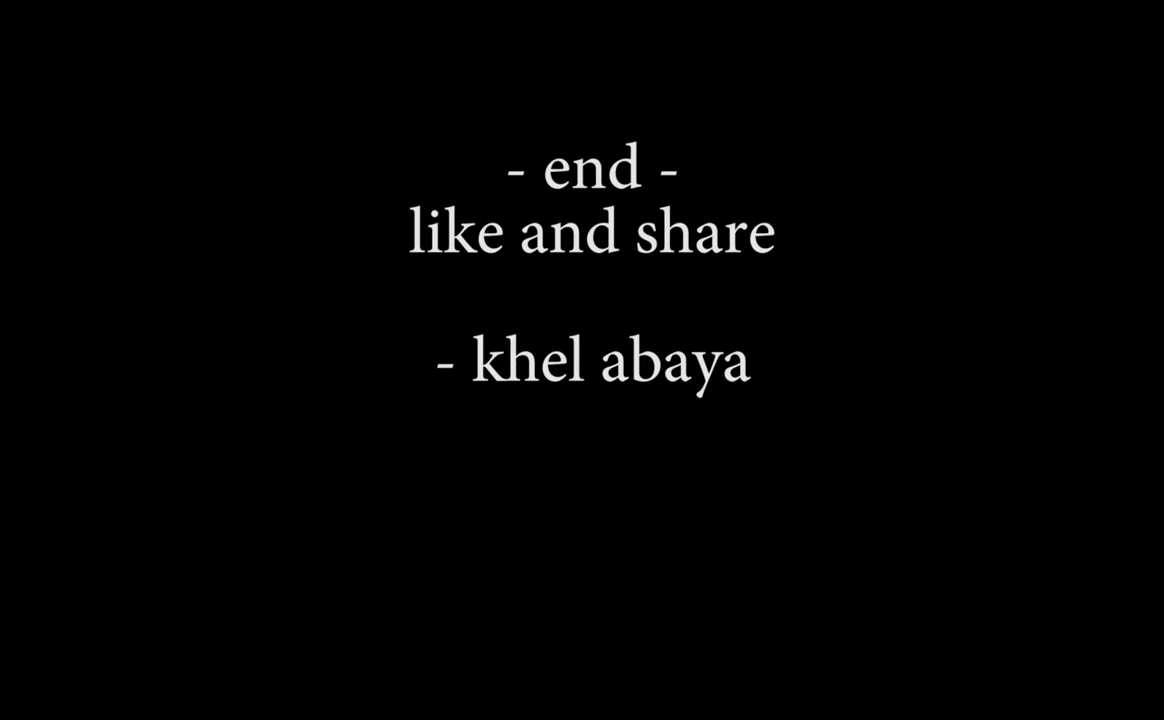 - end -
like and share
- khel abaya